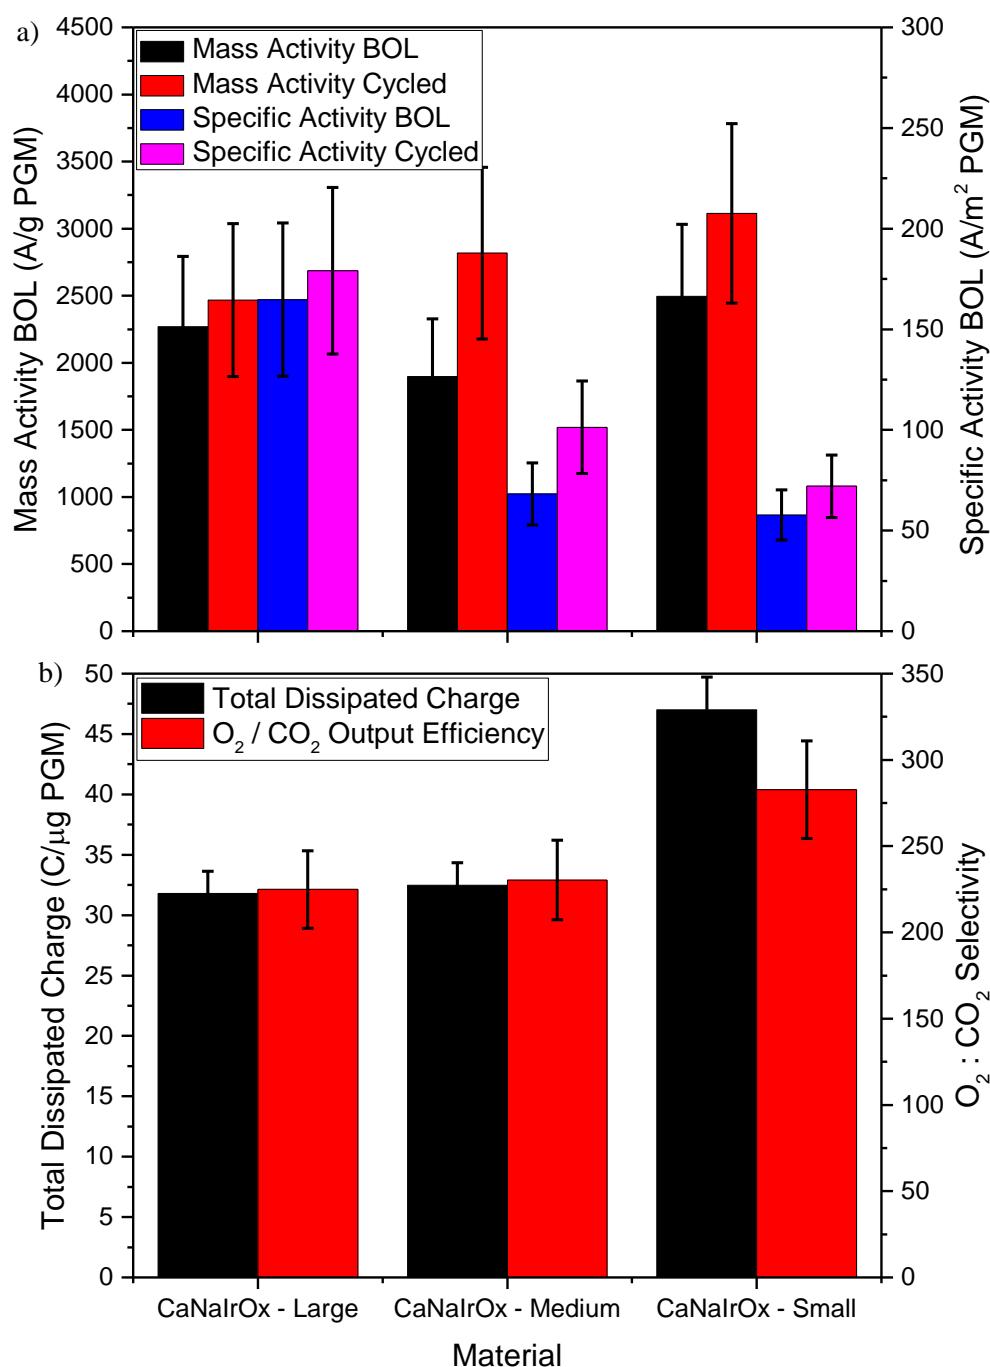 a)
Mass Activity BOL
Mass Activity Cycled
Specific Activity BOL
Specific Activity Cycled
Mass Activity BOL (A/g PGM)
4500
4000
3500
3000
2500
2000
1500
1000
500
0
300
250
200
150
100
50
0
Specific Activity BOL (A/m² PGM)
b)
Total Dissipated Charge
O₂ / CO₂ Output Efficiency
Total Dissipated Charge (C/μg PGM)
50
45
40
35
30
25
20
15
10
5
0
350
300
250
200
150
100
50
0
O₂ : CO₂ Selectivity
CaNaIrOx - Large
CaNaIrOx - Medium
CaNaIrOx - Small
Material